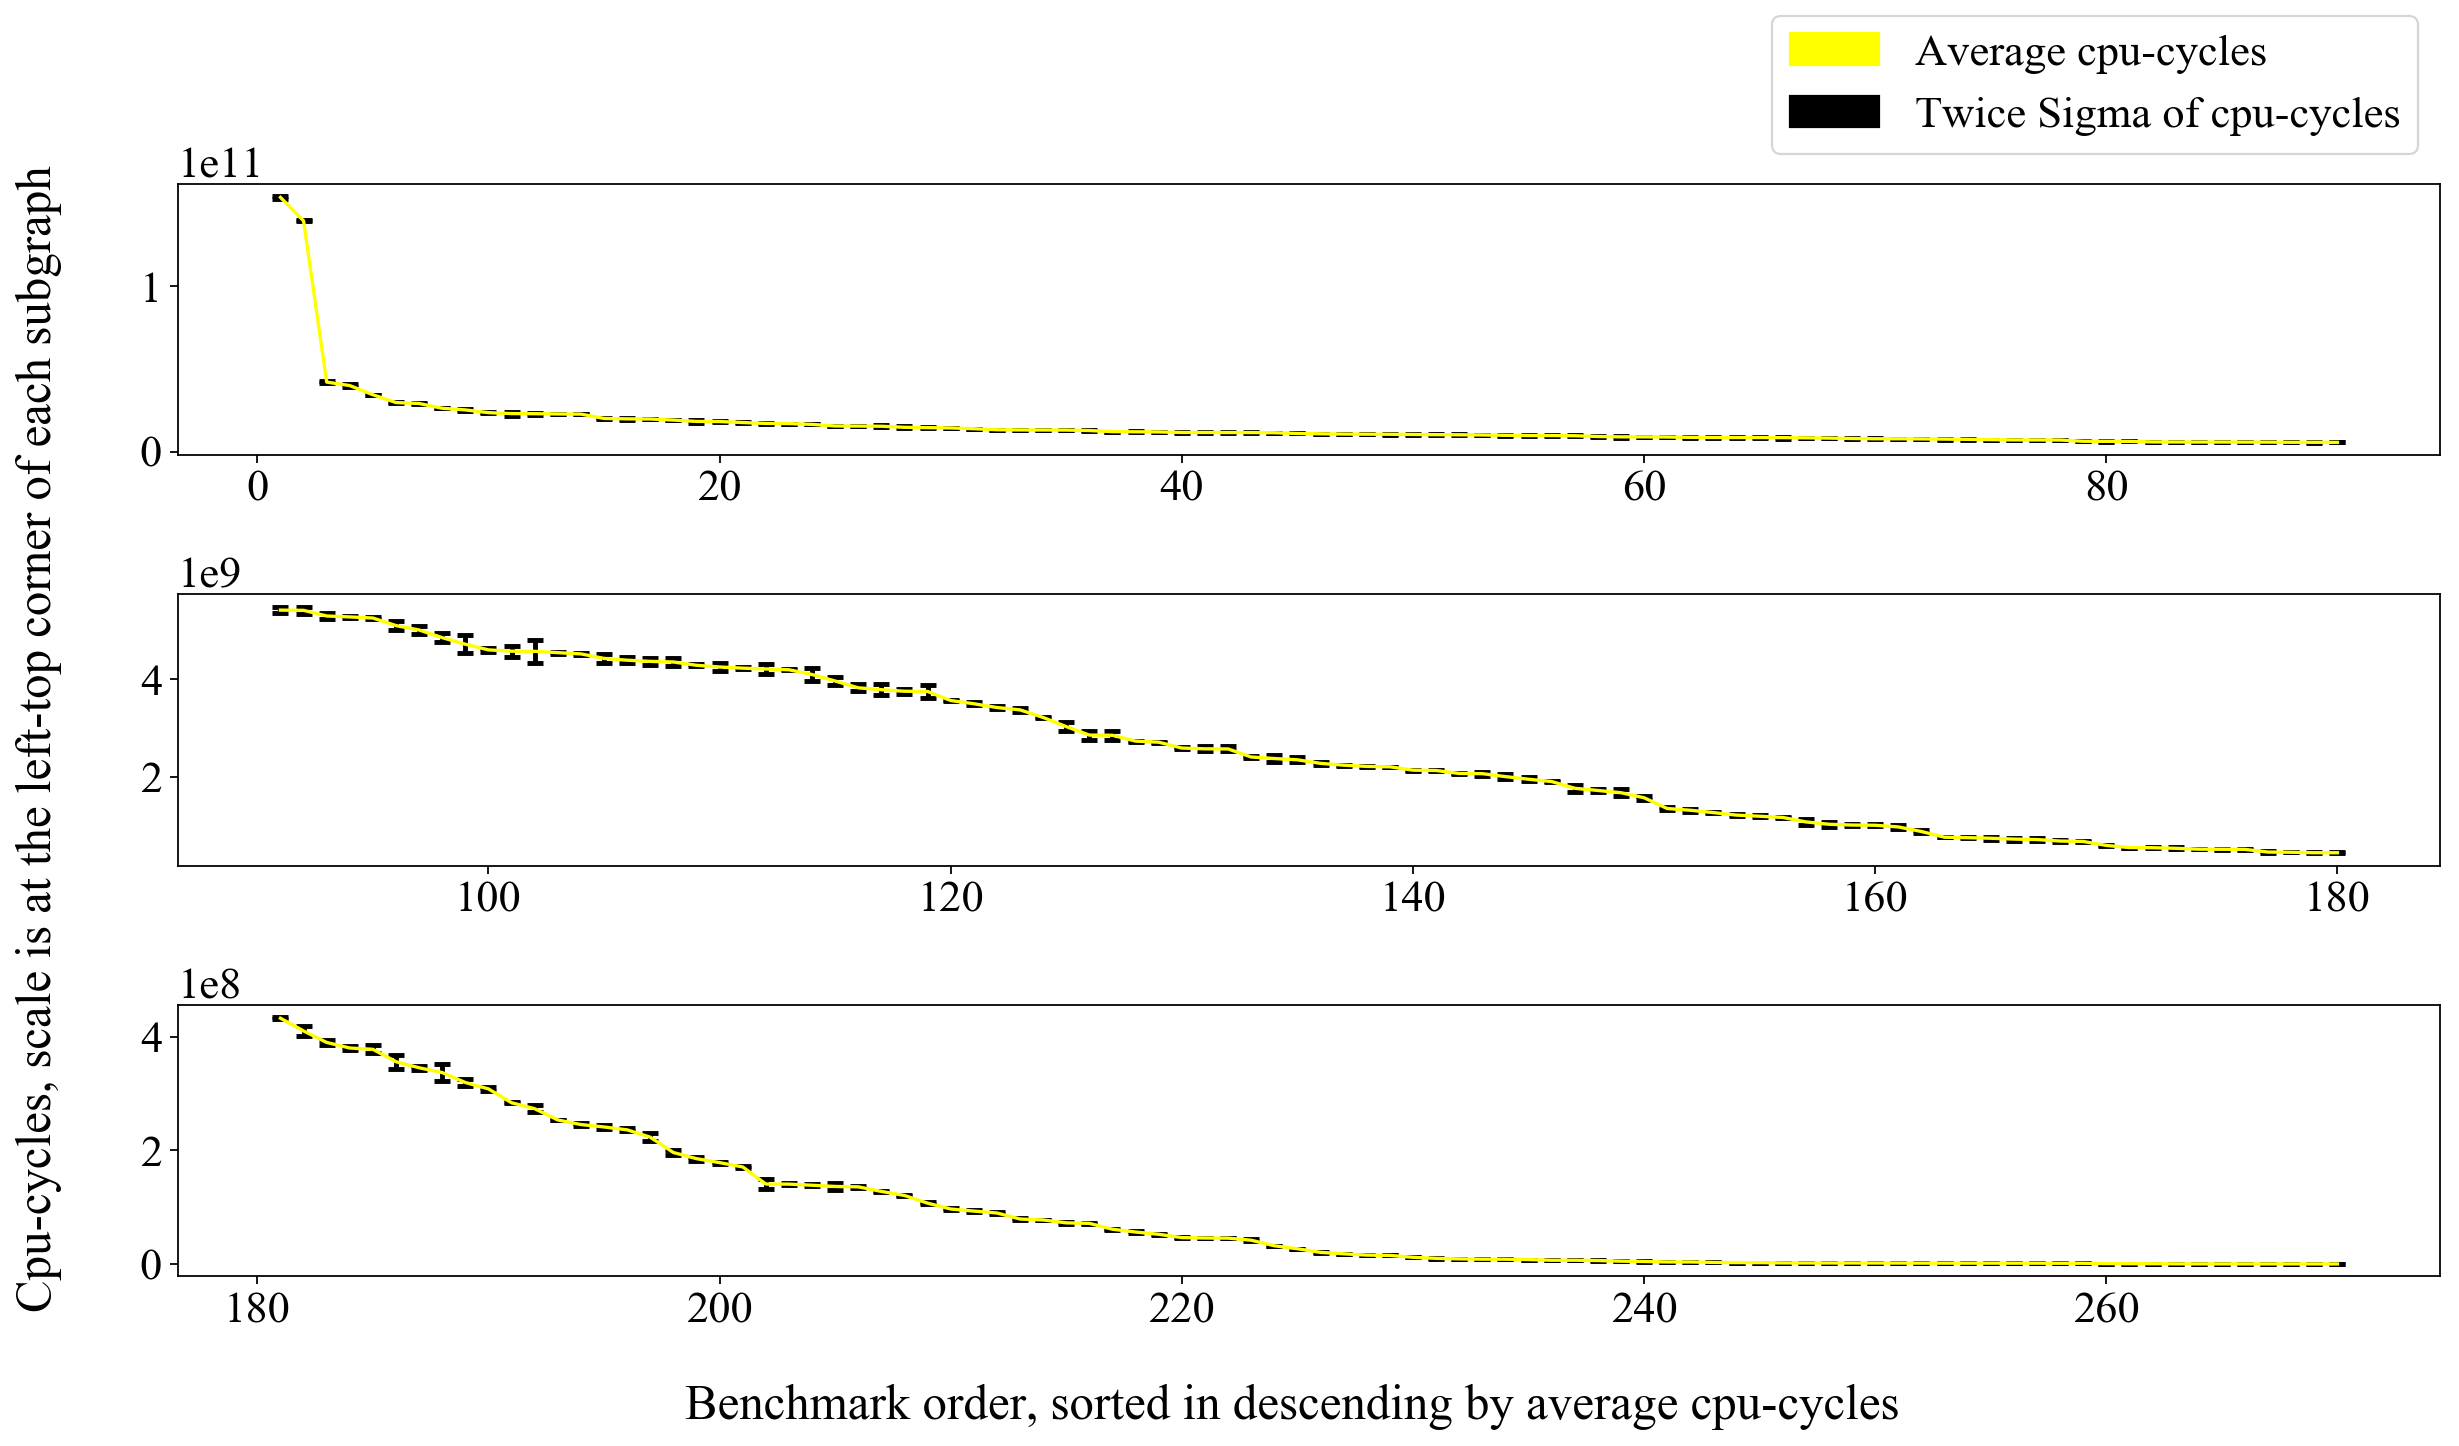 Average cpu-cycles
Twice Sigma of cpu-cycles
Cpu-cycles, scale is at the left-top corner of each subgraph
1e11
1
0
0 20 40 60 80
1e9
4
2
100 120 140 160 180
1e8
4
2
0
180 200 220 240 260
Benchmark order, sorted in descending by average cpu-cycles